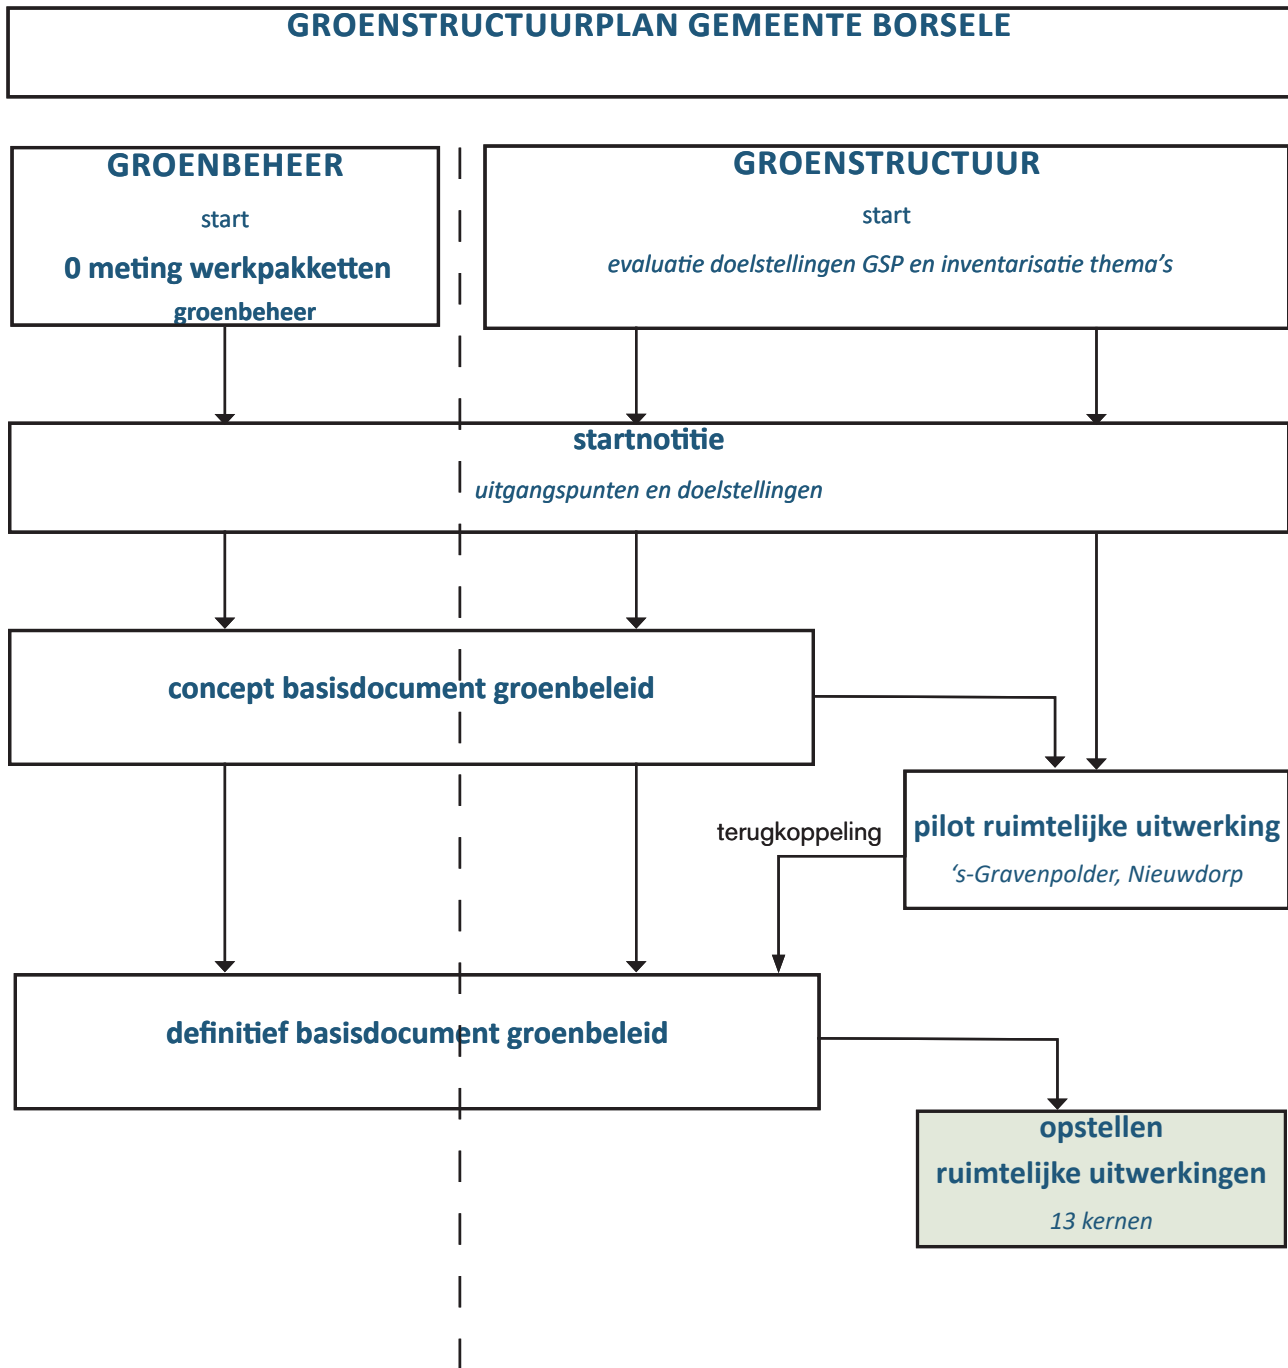 GROENSTRUCTUURPLAN GEMEENTE BORSELE
GROENBEHEER
start
0 meting werkpakketten
groenbeheer
GROENSTRUCTUUR
start
evaluatie doelstellingen GSP en inventarisatie thema's
startnotitie
uitgangspunten en doelstellingen
concept basisdocument groenbeleid
terugkoppeling
pilot ruimtelijke uitwerking
‘s-Gravenpolder, Nieuwdorp
definitief basisdocument groenbeleid
opstellen
ruimtelijke uitwerkingen
13 kernen